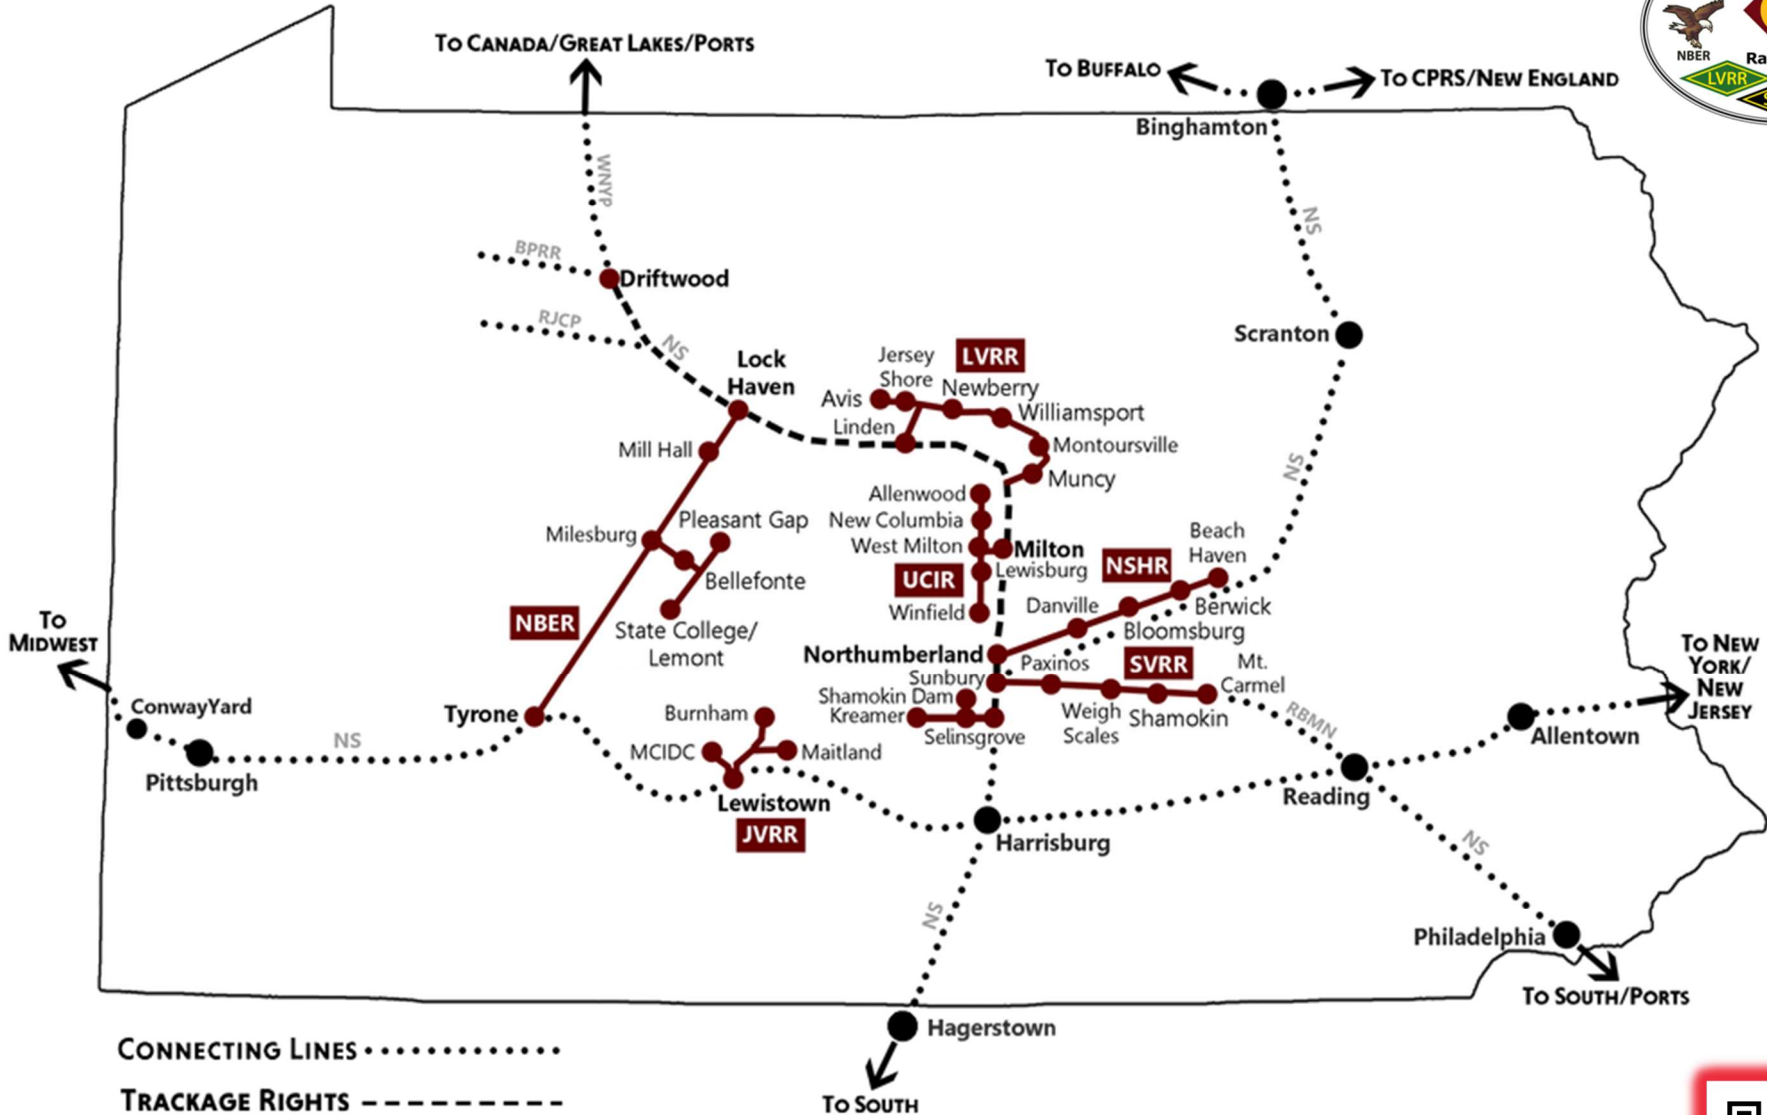 To Canada/Great Lakes/Ports
To Buffalo
To CPRS/New England
NBER
Ra
LVRR
Binghamton
WNYP
NS
BPRR
Driftwood
RJCP
NS
Scranton
Lock
Haven
Jersey
Shore
LVRR
Avis
Newberry
Linden
Williamsport
Mill Hall
Montoursville
NS
Muncy
Allenwood
Pleasant Gap
New Columbia
Milesburg
West Milton
Milton
Beach
Haven
Bellefonte
UCIR
Lewisburg
NSHR
Winfield
Danville
Berwick
NBER
State College/
Lemont
Bloomsburg
To
Midwest
Northumberland
Paxinos
SVRR
Mt.
Carmel
Sunbury
To New
York/
New
Jersey
ConwayYard
Tyrone
Burnham
Shamokin Dam
Kreamer
Selinsgrove
Weigh
Scales
Shamokin
RBMN
Allentown
NS
MCIDC
Maitland
Pittsburgh
Lewistown
JVRR
Harrisburg
Reading
NS
NS
Philadelphia
To South/Ports
Hagerstown
To South
Connecting Lines
Trackage Rights